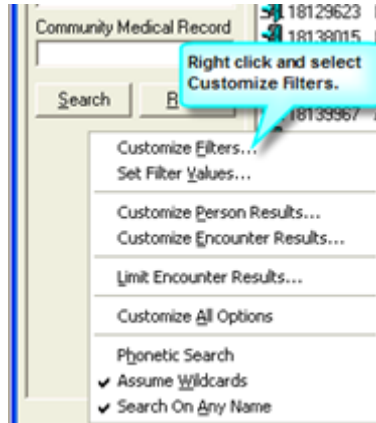 18129623
Community Medical Record
18138015
Right click and select
Customize Filters.
Search
R
18139967
Customize Filters...
Set Filter Values...
Customize Person Results...
Customize Encounter Results...
Limit Encounter Results...
Customize All Options
Phonetic Search
Assume Wildcards
Search On Any Name